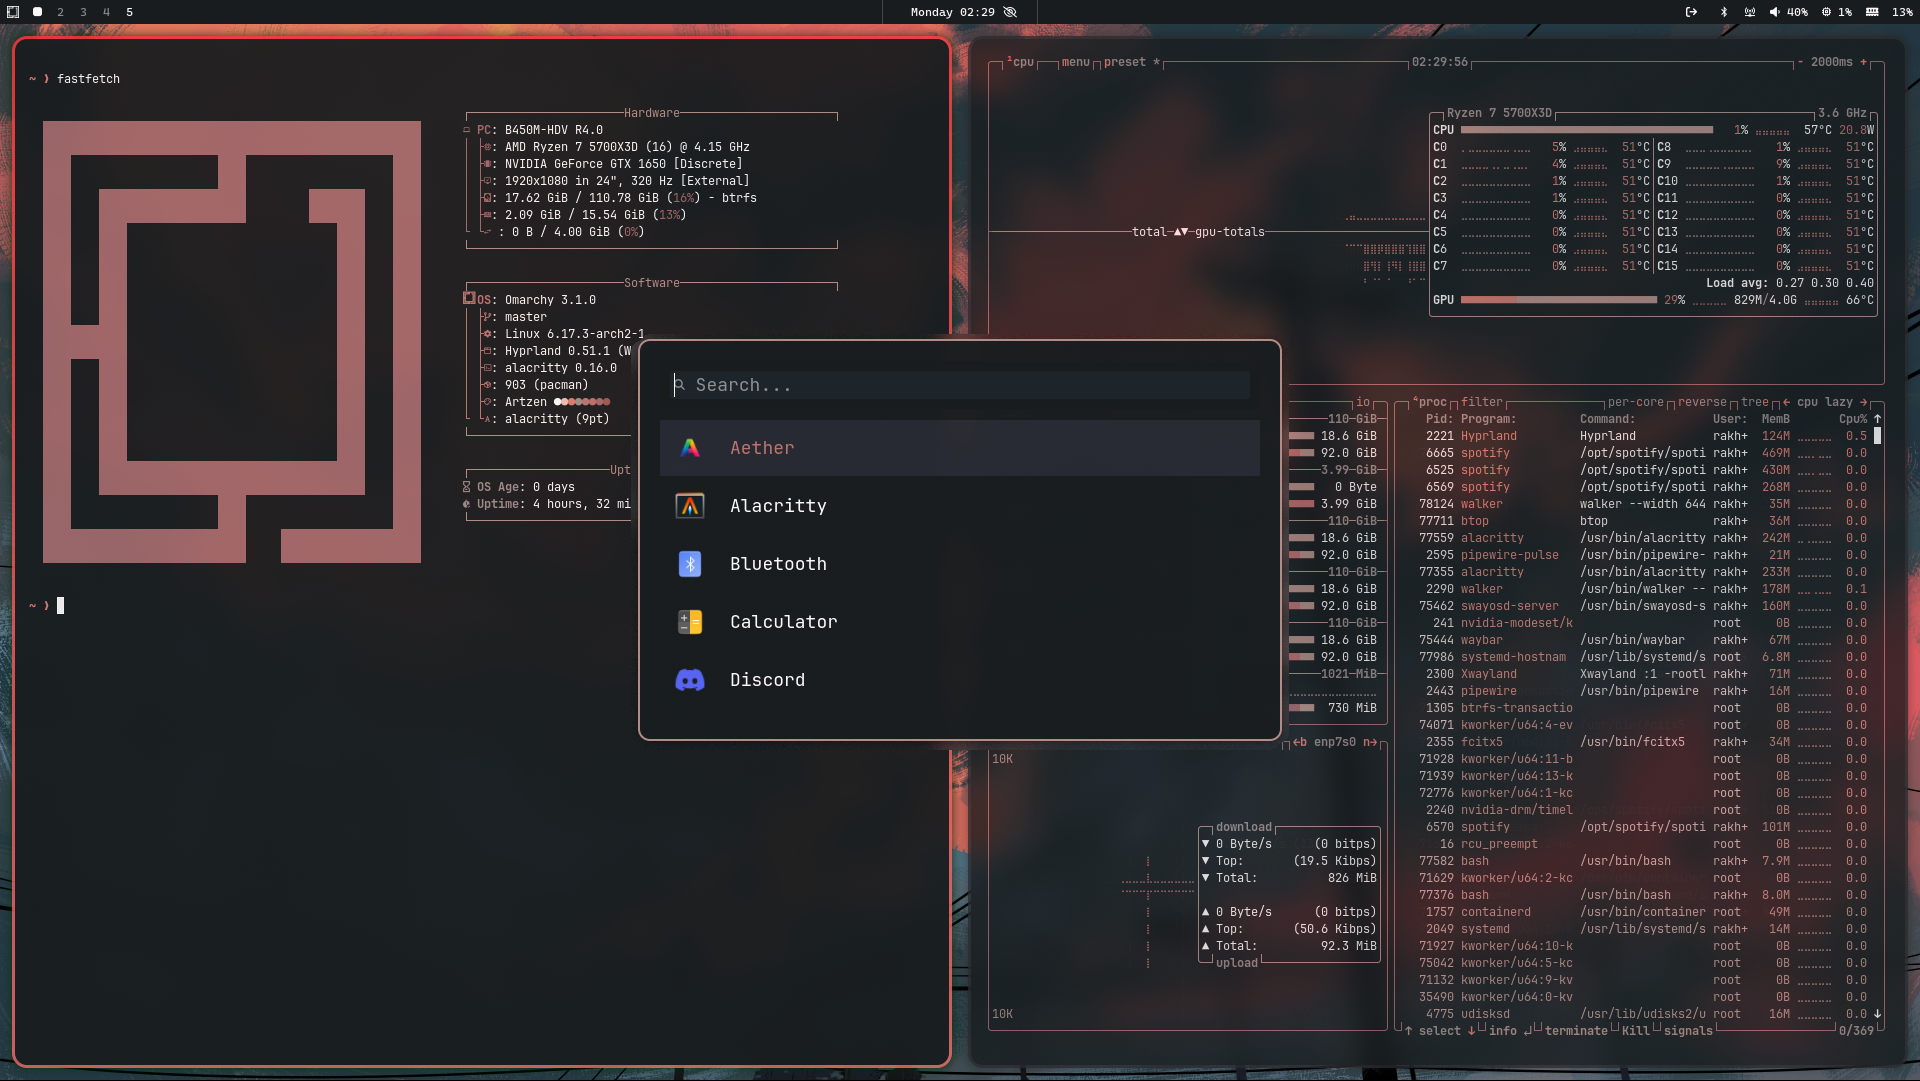 2 3 4 5
Monday 02:29
40% 1% 13%
~ ❯ fastfetch
Hardware
PC: B450M-HDV R4.0
: AMD Ryzen 7 5700X3D (16) @ 4.15 GHz
: NVIDIA GeForce GTX 1650 [Discrete]
: 1920x1080 in 24", 320 Hz [External]
: 17.62 GiB / 110.78 GiB (16%) - btrfs
: 2.09 GiB / 15.54 GiB (13%)
: 0 B / 4.00 GiB (0%)
Software
OS: Omarchy 3.1.0
: master
: Linux 6.17.3-arch2-1
: Hyprland 0.51.1 (W
: alacritty 0.16.0
: 903 (pacman)
: Artzen
: alacritty (9pt)
Upt
OS Age: 0 days
Uptime: 4 hours, 32 mi
~ ❯
Search...
Aether
Alacritty
Bluetooth
Calculator
Discord
¹cpu menu preset * 02:29:56 - 2000ms +
total ▲▼ gpu-totals
Ryzen 7 5700X3D 3.6 GHz
CPU 1% 57°C 20.8W
C0 5% 51°C C8 1% 51°C
C1 4% 51°C C9 9% 51°C
C2 1% 51°C C10 1% 51°C
C3 1% 51°C C11 0% 51°C
C4 0% 51°C C12 0% 51°C
C5 0% 51°C C13 0% 51°C
C6 0% 51°C C14 0% 51°C
C7 0% 51°C C15 0% 51°C
Load avg: 0.27 0.30 0.40
GPU 29% 829M/4.0G 66°C
io
110 GiB
18.6 GiB
92.0 GiB
3.99 GiB
0 Byte
3.99 GiB
110 GiB
18.6 GiB
92.0 GiB
110 GiB
18.6 GiB
92.0 GiB
110 GiB
18.6 GiB
92.0 GiB
1021 MiB
730 MiB
←b enp7s0 n→
10K
download
▼ 0 Byte/s (0 bitps)
▼ Top: (19.5 Kibps)
▼ Total: 826 MiB
▲ 0 Byte/s (0 bitps)
▲ Top: (50.6 Kibps)
▲ Total: 92.3 MiB
upload
10K
⁴proc filter per-core reverse tree ← cpu lazy →
Pid: Program: Command: User: MemB Cpu% ↑
2221 Hyprland Hyprland rakh+ 124M 0.5
6665 spotify /opt/spotify/spoti rakh+ 469M 0.0
6525 spotify /opt/spotify/spoti rakh+ 430M 0.0
6569 spotify /opt/spotify/spoti rakh+ 268M 0.0
78124 walker walker --width 644 rakh+ 35M 0.0
77711 btop btop rakh+ 36M 0.0
77559 alacritty /usr/bin/alacritty rakh+ 242M 0.0
2595 pipewire-pulse /usr/bin/pipewire- rakh+ 21M 0.0
77355 alacritty /usr/bin/alacritty rakh+ 233M 0.0
2290 walker /usr/bin/walker -- rakh+ 178M 0.1
75462 swayosd-server /usr/bin/swayosd-s rakh+ 160M 0.0
241 nvidia-modeset/k root 0B 0.0
75444 waybar /usr/bin/waybar rakh+ 67M 0.0
77986 systemd-hostnam /usr/lib/systemd/s root 6.8M 0.0
2300 Xwayland Xwayland :1 -rootl rakh+ 71M 0.0
2443 pipewire /usr/bin/pipewire rakh+ 16M 0.0
1305 btrfs-transactio root 0B 0.0
74071 kworker/u64:4-ev root 0B 0.0
2355 fcitx5 /usr/bin/fcitx5 rakh+ 34M 0.0
71928 kworker/u64:11-b root 0B 0.0
71939 kworker/u64:13-k root 0B 0.0
72776 kworker/u64:1-kc root 0B 0.0
2240 nvidia-drm/timel root 0B 0.0
6570 spotify /opt/spotify/spoti rakh+ 101M 0.0
16 rcu_preempt root 0B 0.0
77582 bash /usr/bin/bash rakh+ 7.9M 0.0
71629 kworker/u64:2-kc root 0B 0.0
77376 bash /usr/bin/bash rakh+ 8.0M 0.0
1757 containerd /usr/bin/container root 49M 0.0
2049 systemd /usr/lib/systemd/s rakh+ 14M 0.0
71927 kworker/u64:10-k root 0B 0.0
75042 kworker/u64:5-kc root 0B 0.0
71132 kworker/u64:9-kv root 0B 0.0
35490 kworker/u64:0-kv root 0B 0.0
4775 udisksd /usr/lib/udisks2/u root 16M 0.0 ↓
↑ select ↓ info ↵ terminate Kill signals 0/369